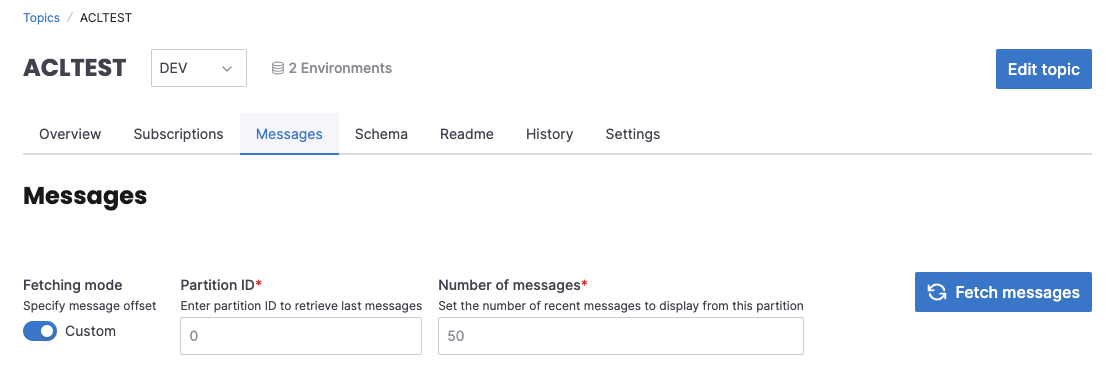 Topics / ACLTEST
ACLTEST DEV 2 Environments Edit topic
Overview Subscriptions Messages Schema Readme History Settings
Messages
Fetching mode Partition ID* Number of messages*
Specify message offset Enter partition ID to retrieve last messages Set the number of recent messages to display from this partition
Custom 0 50 Fetch messages